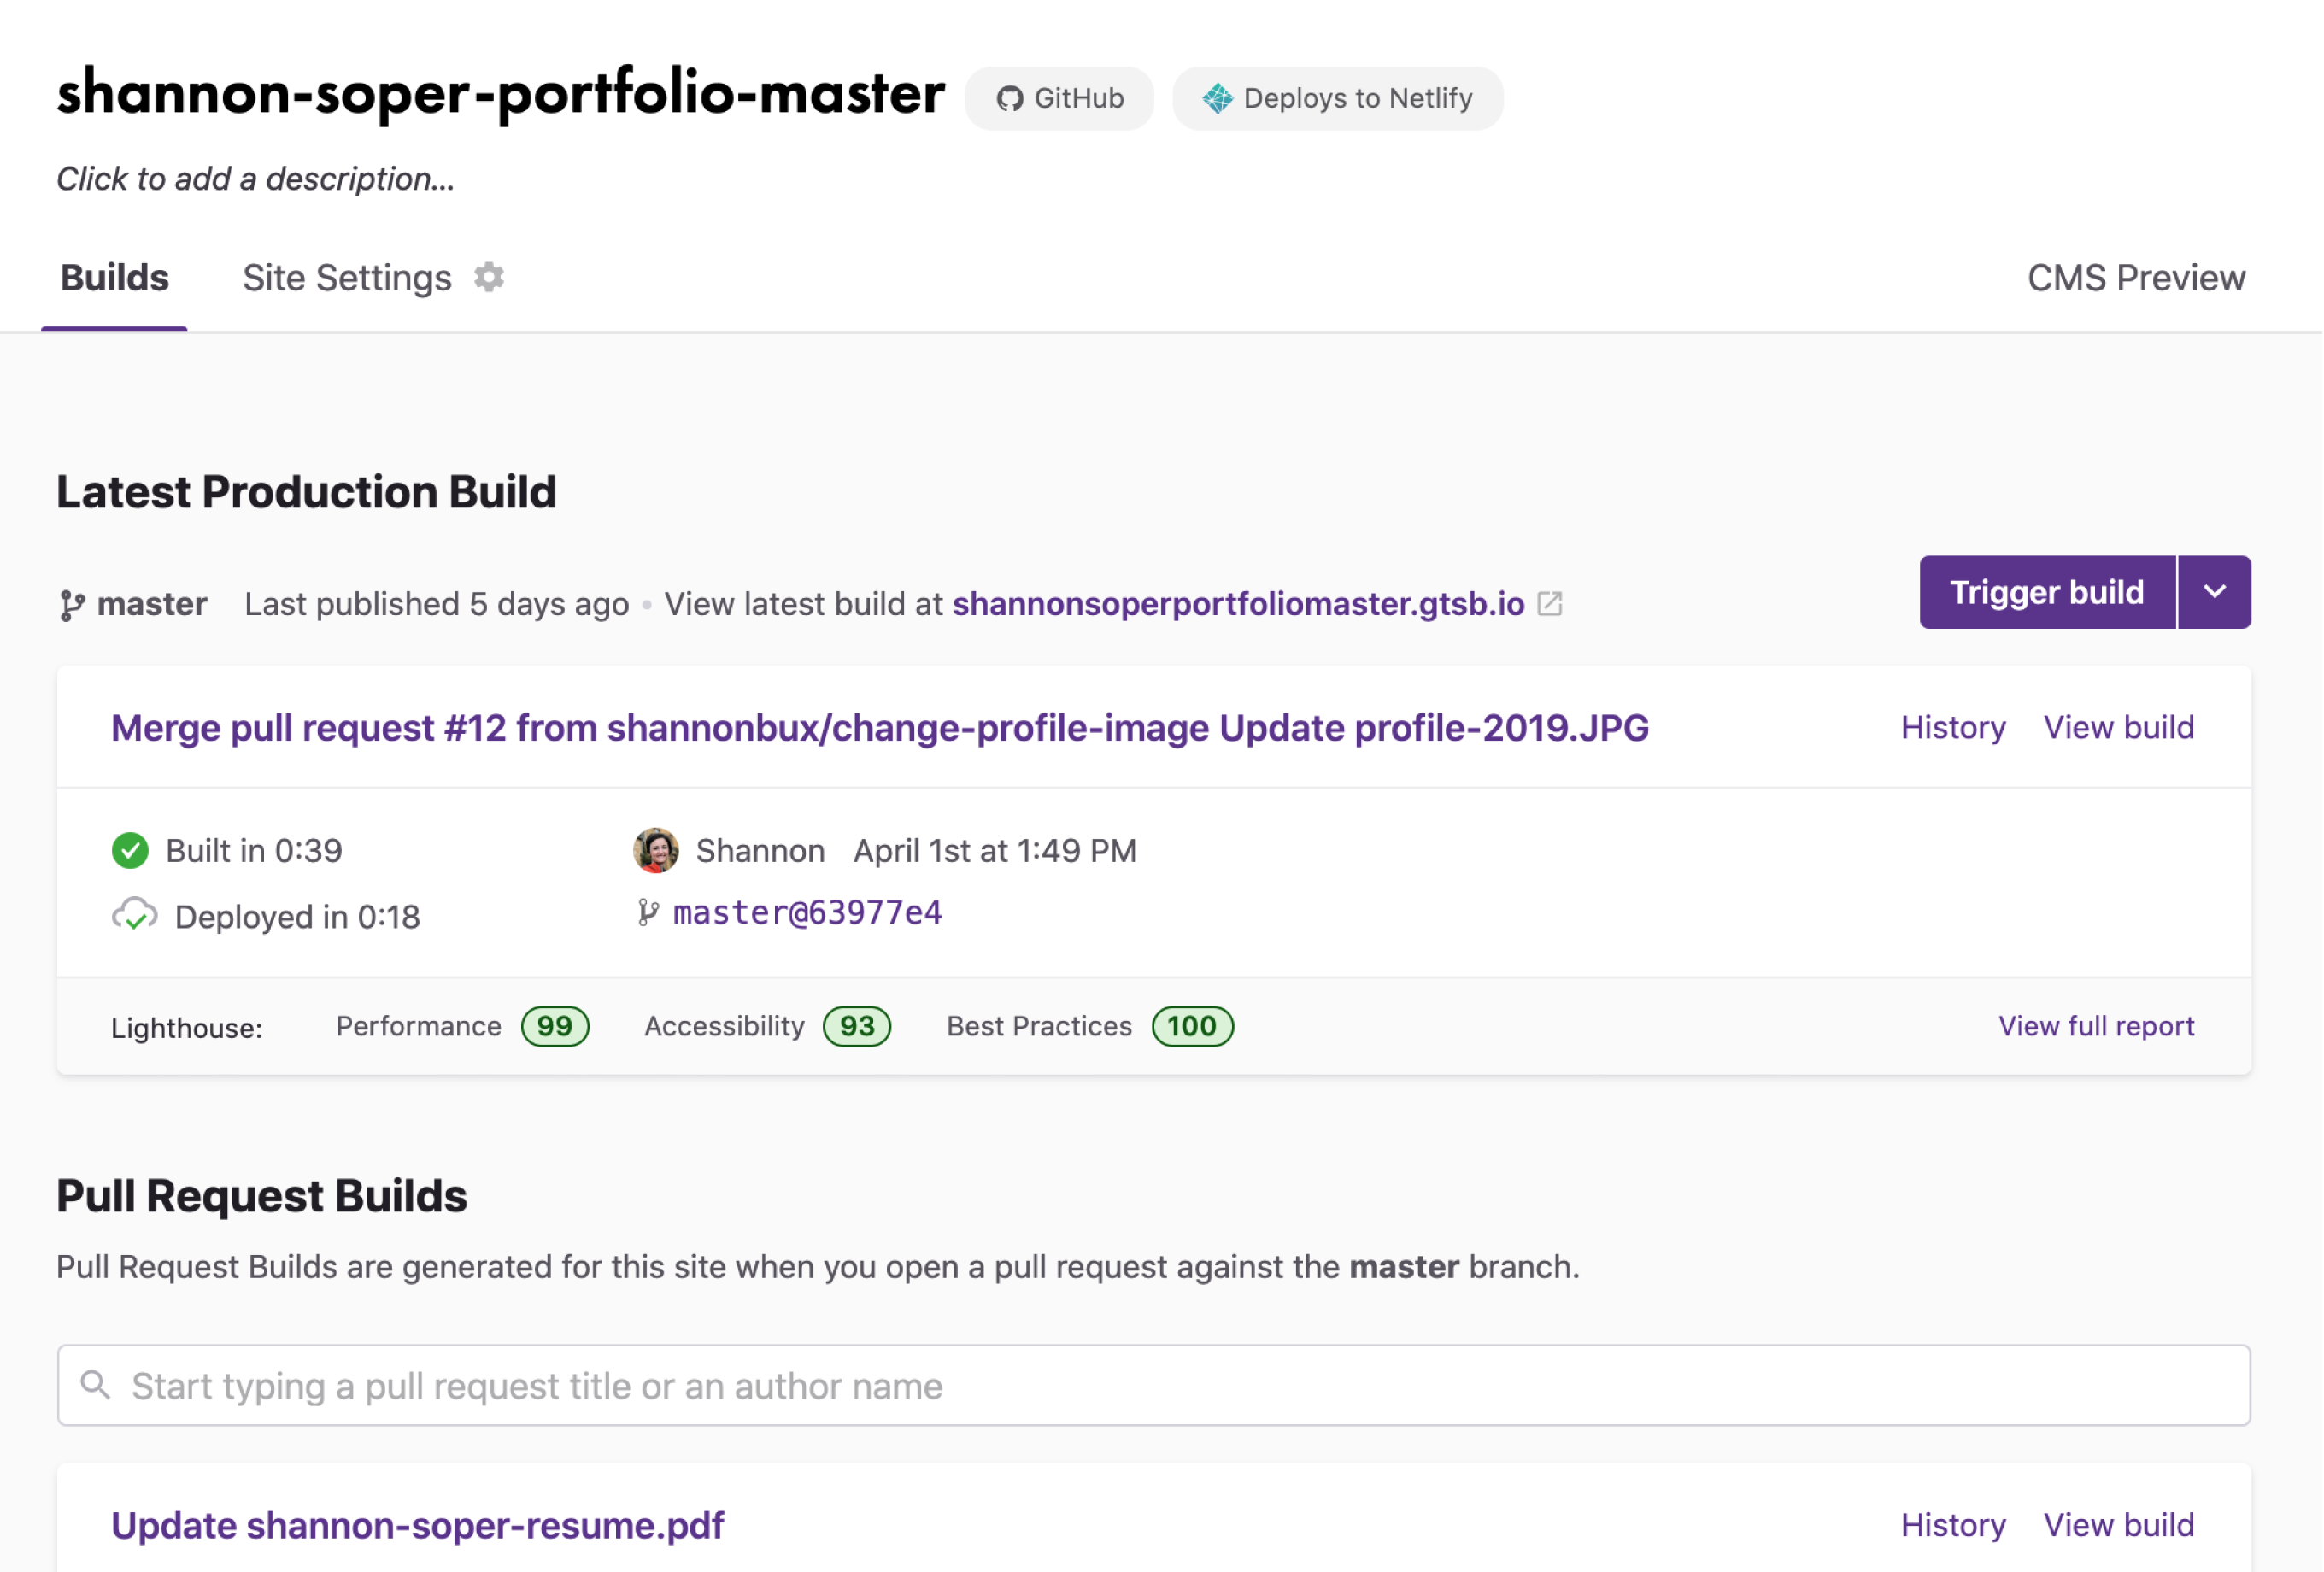 shannon-soper-portfolio-master GitHub Deploys to Netlify
Click to add a description...
Builds Site Settings CMS Preview
Latest Production Build
master Last published 5 days ago • View latest build at shannonsoperportfoliomaster.gtsb.io Trigger build
Merge pull request #12 from shannonbux/change-profile-image Update profile-2019.JPG History View build
Built in 0:39 Shannon April 1st at 1:49 PM
Deployed in 0:18 master@63977e4
Lighthouse: Performance 99 Accessibility 93 Best Practices 100 View full report
Pull Request Builds
Pull Request Builds are generated for this site when you open a pull request against the master branch.
Start typing a pull request title or an author name
Update shannon-soper-resume.pdf History View build